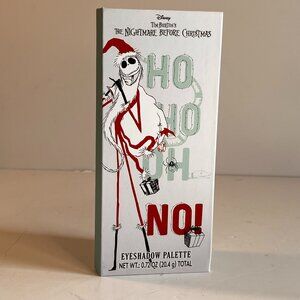 Disney
TIM BURTON'S
THE NIGHTMARE BEFORE CHRISTMAS
HO
HO
OH
NO!
EYESHADOW PALETTE
NET WT.: 0.72 OZ (20.4 g) TOTAL